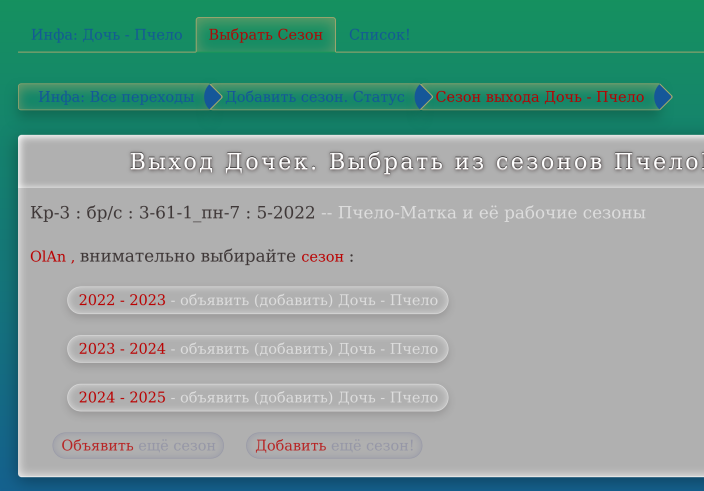 Инфа: Дочь - Пчело Выбрать Сезон Список!
Инфа: Все переходы Добавить сезон. Статус Сезон выхода Дочь - Пчело
Выход Дочек. Выбрать из сезонов Пчело
Кр-3 : бр/с : 3-61-1_пн-7 : 5-2022 -- Пчело-Матка и её рабочие сезоны
OlAn , внимательно выбирайте сезон :
2022 - 2023 - объявить (добавить) Дочь - Пчело
2023 - 2024 - объявить (добавить) Дочь - Пчело
2024 - 2025 - объявить (добавить) Дочь - Пчело
Объявить ещё сезон Добавить ещё сезон!